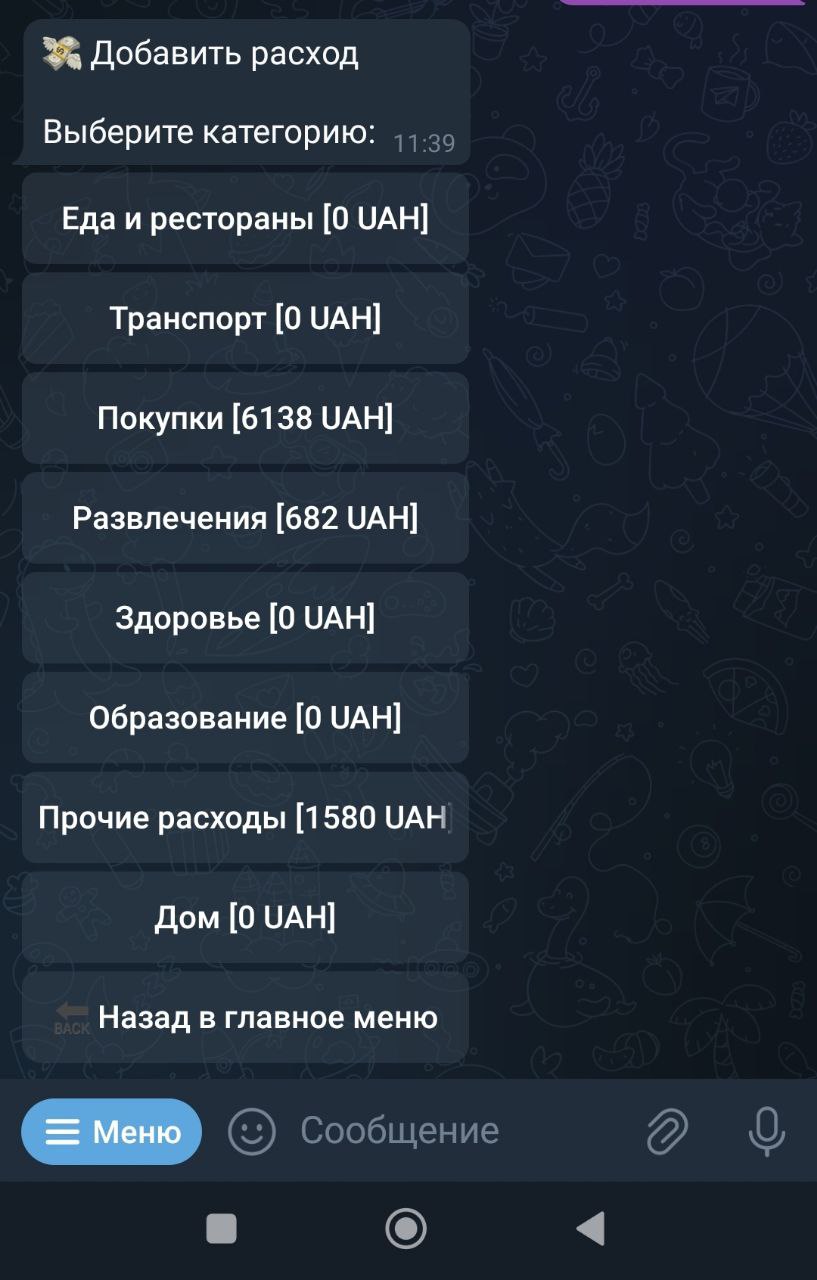 Добавить расход
Выберите категорию: 11:39
Еда и рестораны [0 UAH]
Транспорт [0 UAH]
Покупки [6138 UAH]
Развлечения [682 UAH]
Здоровье [0 UAH]
Образование [0 UAH]
Прочие расходы [1580 UAH]
Дом [0 UAH]
BACK Назад в главное меню
Меню Сообщение